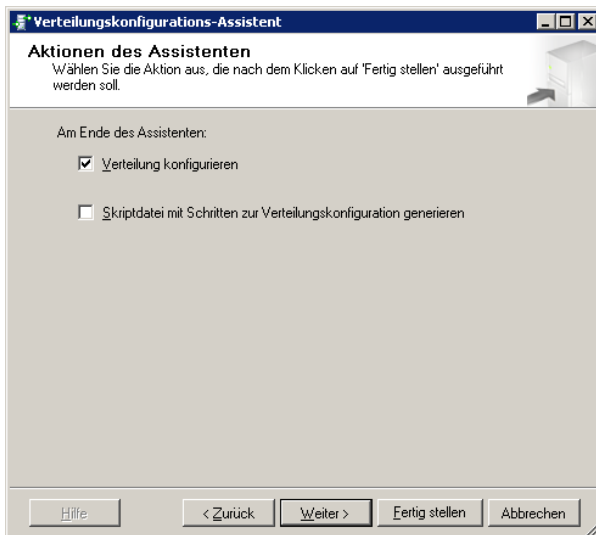 Verteilungskonfigurations-Assistent
Aktionen des Assistenten
Wählen Sie die Aktion aus, die nach dem Klicken auf 'Fertig stellen' ausgeführt
werden soll.
Am Ende des Assistenten:
Verteilung konfigurieren
Skriptdatei mit Schritten zur Verteilungskonfiguration generieren
Hilfe
< Zurück
Weiter >
Fertig stellen
Abbrechen